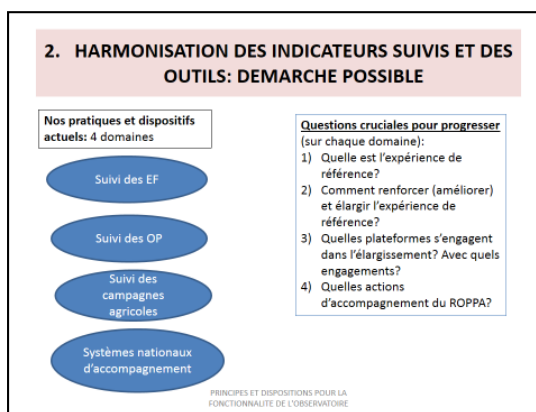 2. HARMONISATION DES INDICATEURS SUIVIS ET DES
OUTILS: DEMARCHE POSSIBLE
Nos pratiques et dispositifs
actuels: 4 domaines
Suivi des EF
Suivi des OP
Suivi des
campagnes
agricoles
Systèmes nationaux
d'accompagnement
Questions cruciales pour progresser
(sur chaque domaine):
1) Quelle est l'expérience de
référence?
2) Comment renforcer (améliorer)
et élargir l'expérience de
référence?
3) Quelles plateformes s'engagent
dans l'élargissement? Avec quels
engagements?
4) Quelles actions
d'accompagnement du ROPPA?
PRINCIPES ET DISPOSITIONS POUR LA
FONCTIONNALITE DE L'OBSERVATOIRE